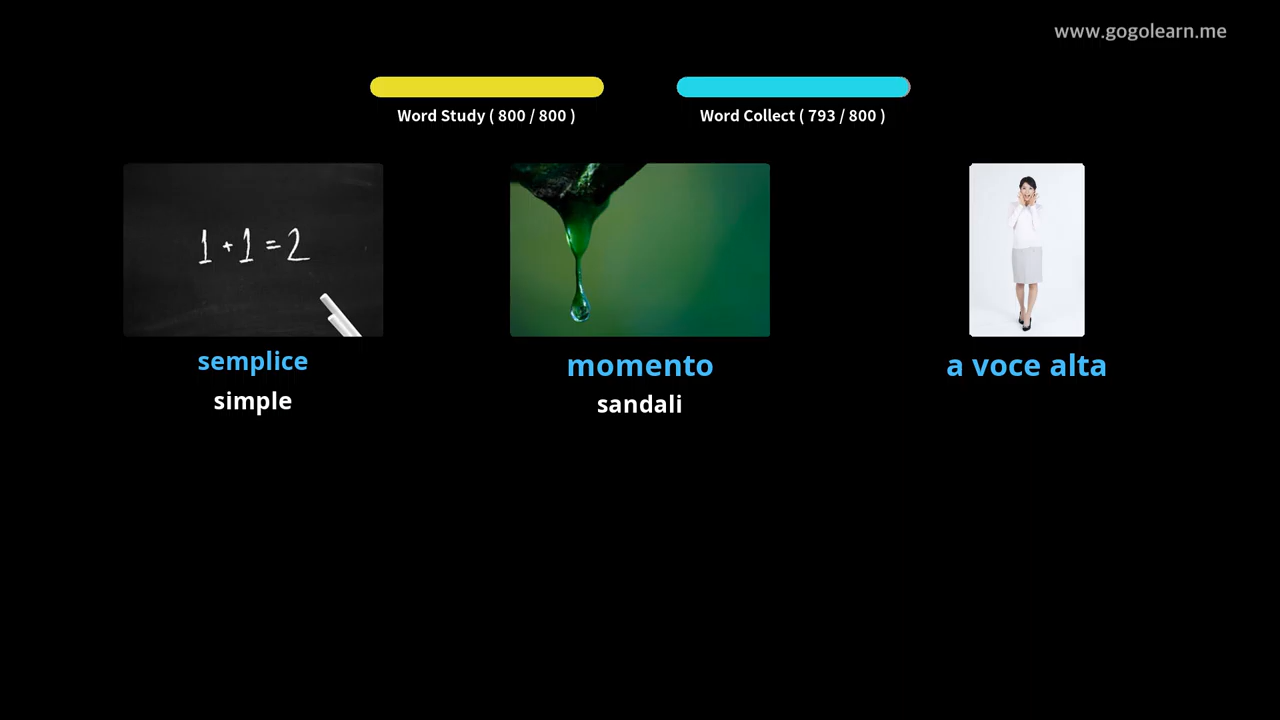 www.gogolearn.me
Word Study ( 800 / 800 )
Word Collect ( 793 / 800 )
1 + 1 = 2
semplice
simple
momento
sandali
a voce alta